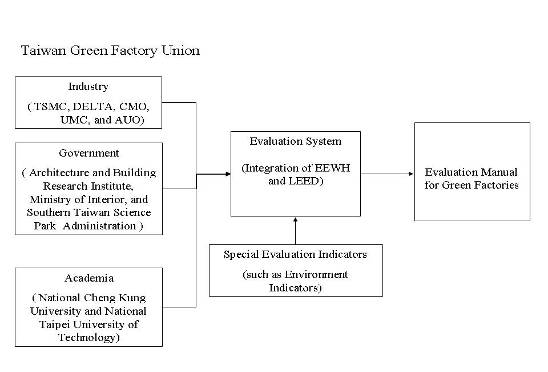 Taiwan Green Factory Union
Industry
( TSMC, DELTA, CMO,
UMC, and AUO)
Government
( Architecture and Building
Research Institute,
Ministry of Interior, and
Southern Taiwan Science
Park Administration )
Academia
( National Cheng Kung
University and National
Taipei University of
Technology)
Evaluation System
(Integration of EEWH
and LEED)
Special Evaluation Indicators
(such as Environment
Indicators)
Evaluation Manual
for Green Factories